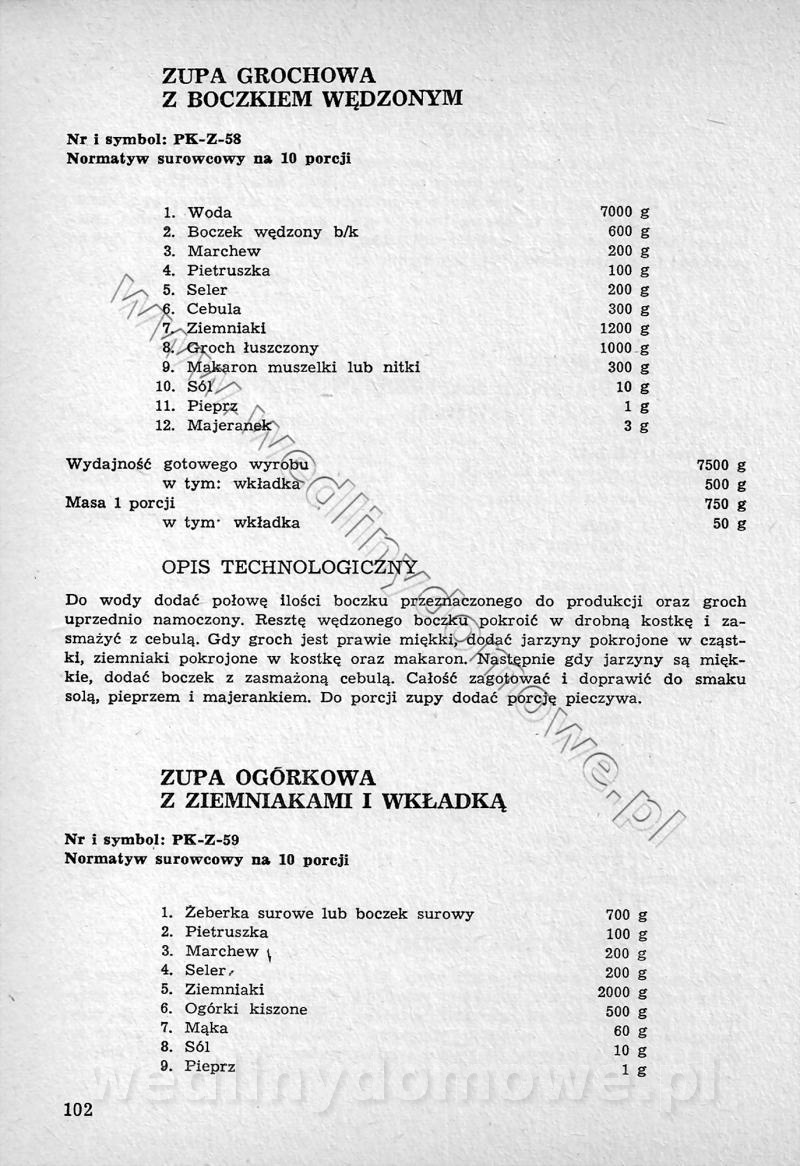 ZUPA GROCHOWA
Z BOCZKIEM WĘDZONYM
Nr i symbol: PK-Z-58
Normatyw surowcowy na 10 porcji
1. Woda 7000 g
2. Boczek wędzony b/k 600 g
3. Marchew 200 g
4. Pietruszka 100 g
5. Seler 200 g
6. Cebula 300 g
7. Ziemniaki 1200 g
8. Groch łuszczony 1000 g
9. Makaron muszelki lub nitki 300 g
10. Sól 10 g
11. Pieprz 1 g
12. Majeranek 3 g
Wydajność gotowego wyrobu 7500 g
w tym: wkładka 500 g
Masa 1 porcji 750 g
w tym· wkładka 50 g
OPIS TECHNOLOGICZNY
Do wody dodać połowę ilości boczku przeznaczonego do produkcji oraz groch
uprzednio namoczony. Resztę wędzonego boczku pokroić w drobną kostkę i za-
smażyć z cebulą. Gdy groch jest prawie miękki, dodać jarzyny pokrojone w cząst-
ki, ziemniaki pokrojone w kostkę oraz makaron. Następnie gdy jarzyny są mięk-
kie, dodać boczek z zasmażoną cebulą. Całość zagotować i doprawić do smaku
solą, pieprzem i majerankiem. Do porcji zupy dodać porcję pieczywa.
www.wedlinydomowe.pl
ZUPA OGÓRKOWA
Z ZIEMNIAKAMI I WKŁADKĄ
Nr i symbol: PK-Z-59
Normatyw surowcowy na 10 porcji
1. Żeberka surowe lub boczek surowy 700 g
2. Pietruszka 100 g
3. Marchew 200 g
4. Seler 200 g
5. Ziemniaki 2000 g
6. Ogórki kiszone 500 g
7. Mąka 60 g
8. Sól 10 g
9. Pieprz 1 g
wedlinydomowe.pl
102